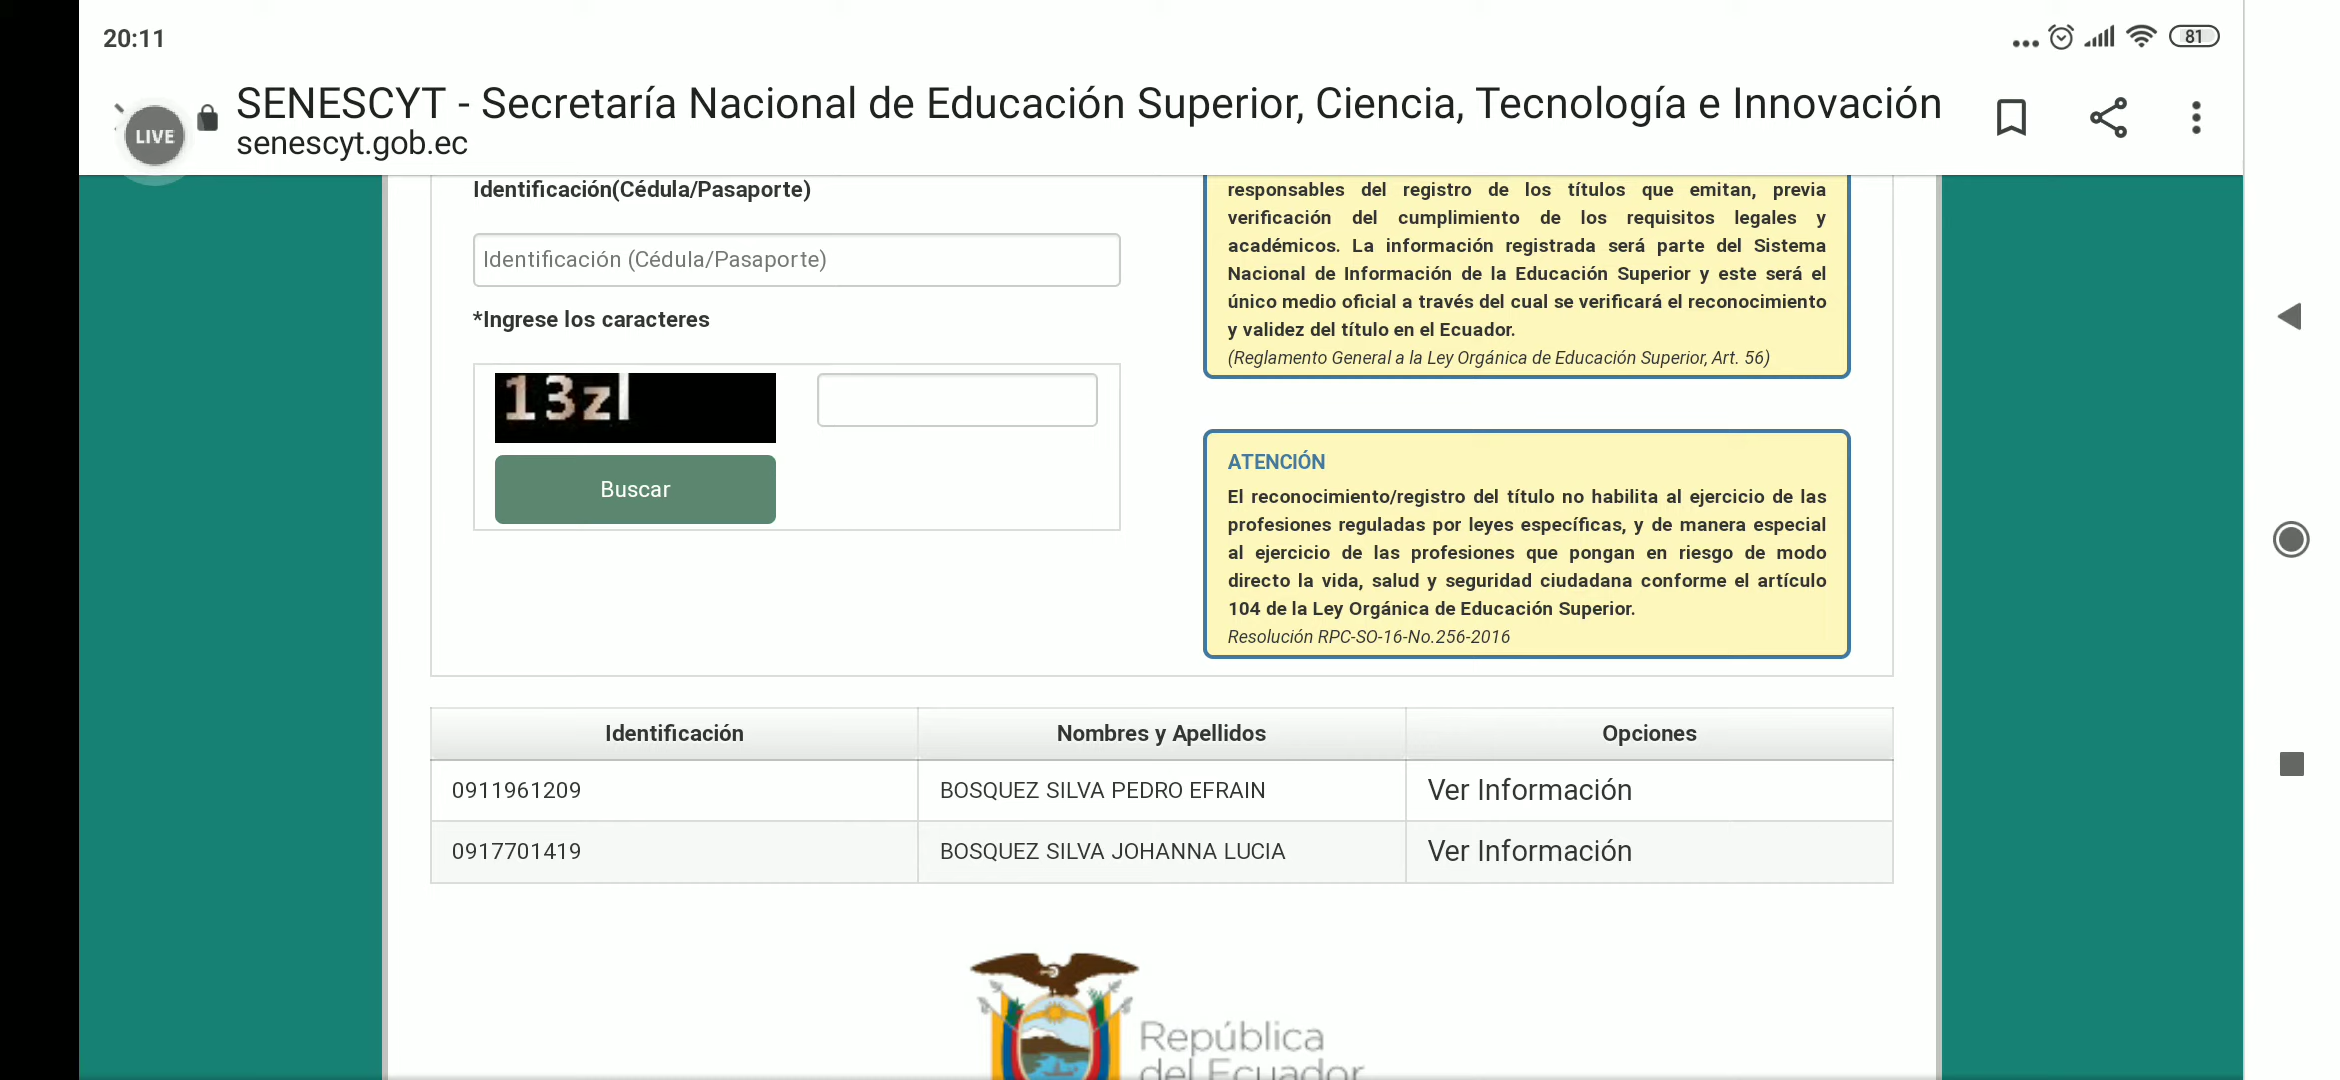 20:11
81
LIVE
SENESCYT - Secretaría Nacional de Educación Superior, Ciencia, Tecnología e Innovación
senescyt.gob.ec
Identificación(Cédula/Pasaporte)
Identificación (Cédula/Pasaporte)
*Ingrese los caracteres
13zl
Buscar
responsables del registro de los títulos que emitan, previa
verificación del cumplimiento de los requisitos legales y
académicos. La información registrada será parte del Sistema
Nacional de Información de la Educación Superior y este será el
único medio oficial a través del cual se verificará el reconocimiento
y validez del título en el Ecuador.
(Reglamento General a la Ley Orgánica de Educación Superior, Art. 56)
ATENCIÓN
El reconocimiento/registro del título no habilita al ejercicio de las
profesiones reguladas por leyes específicas, y de manera especial
al ejercicio de las profesiones que pongan en riesgo de modo
directo la vida, salud y seguridad ciudadana conforme el artículo
104 de la Ley Orgánica de Educación Superior.
Resolución RPC-SO-16-No.256-2016
Identificación Nombres y Apellidos Opciones
0911961209 BOSQUEZ SILVA PEDRO EFRAIN Ver Información
0917701419 BOSQUEZ SILVA JOHANNA LUCIA Ver Información
República
del Ecuador